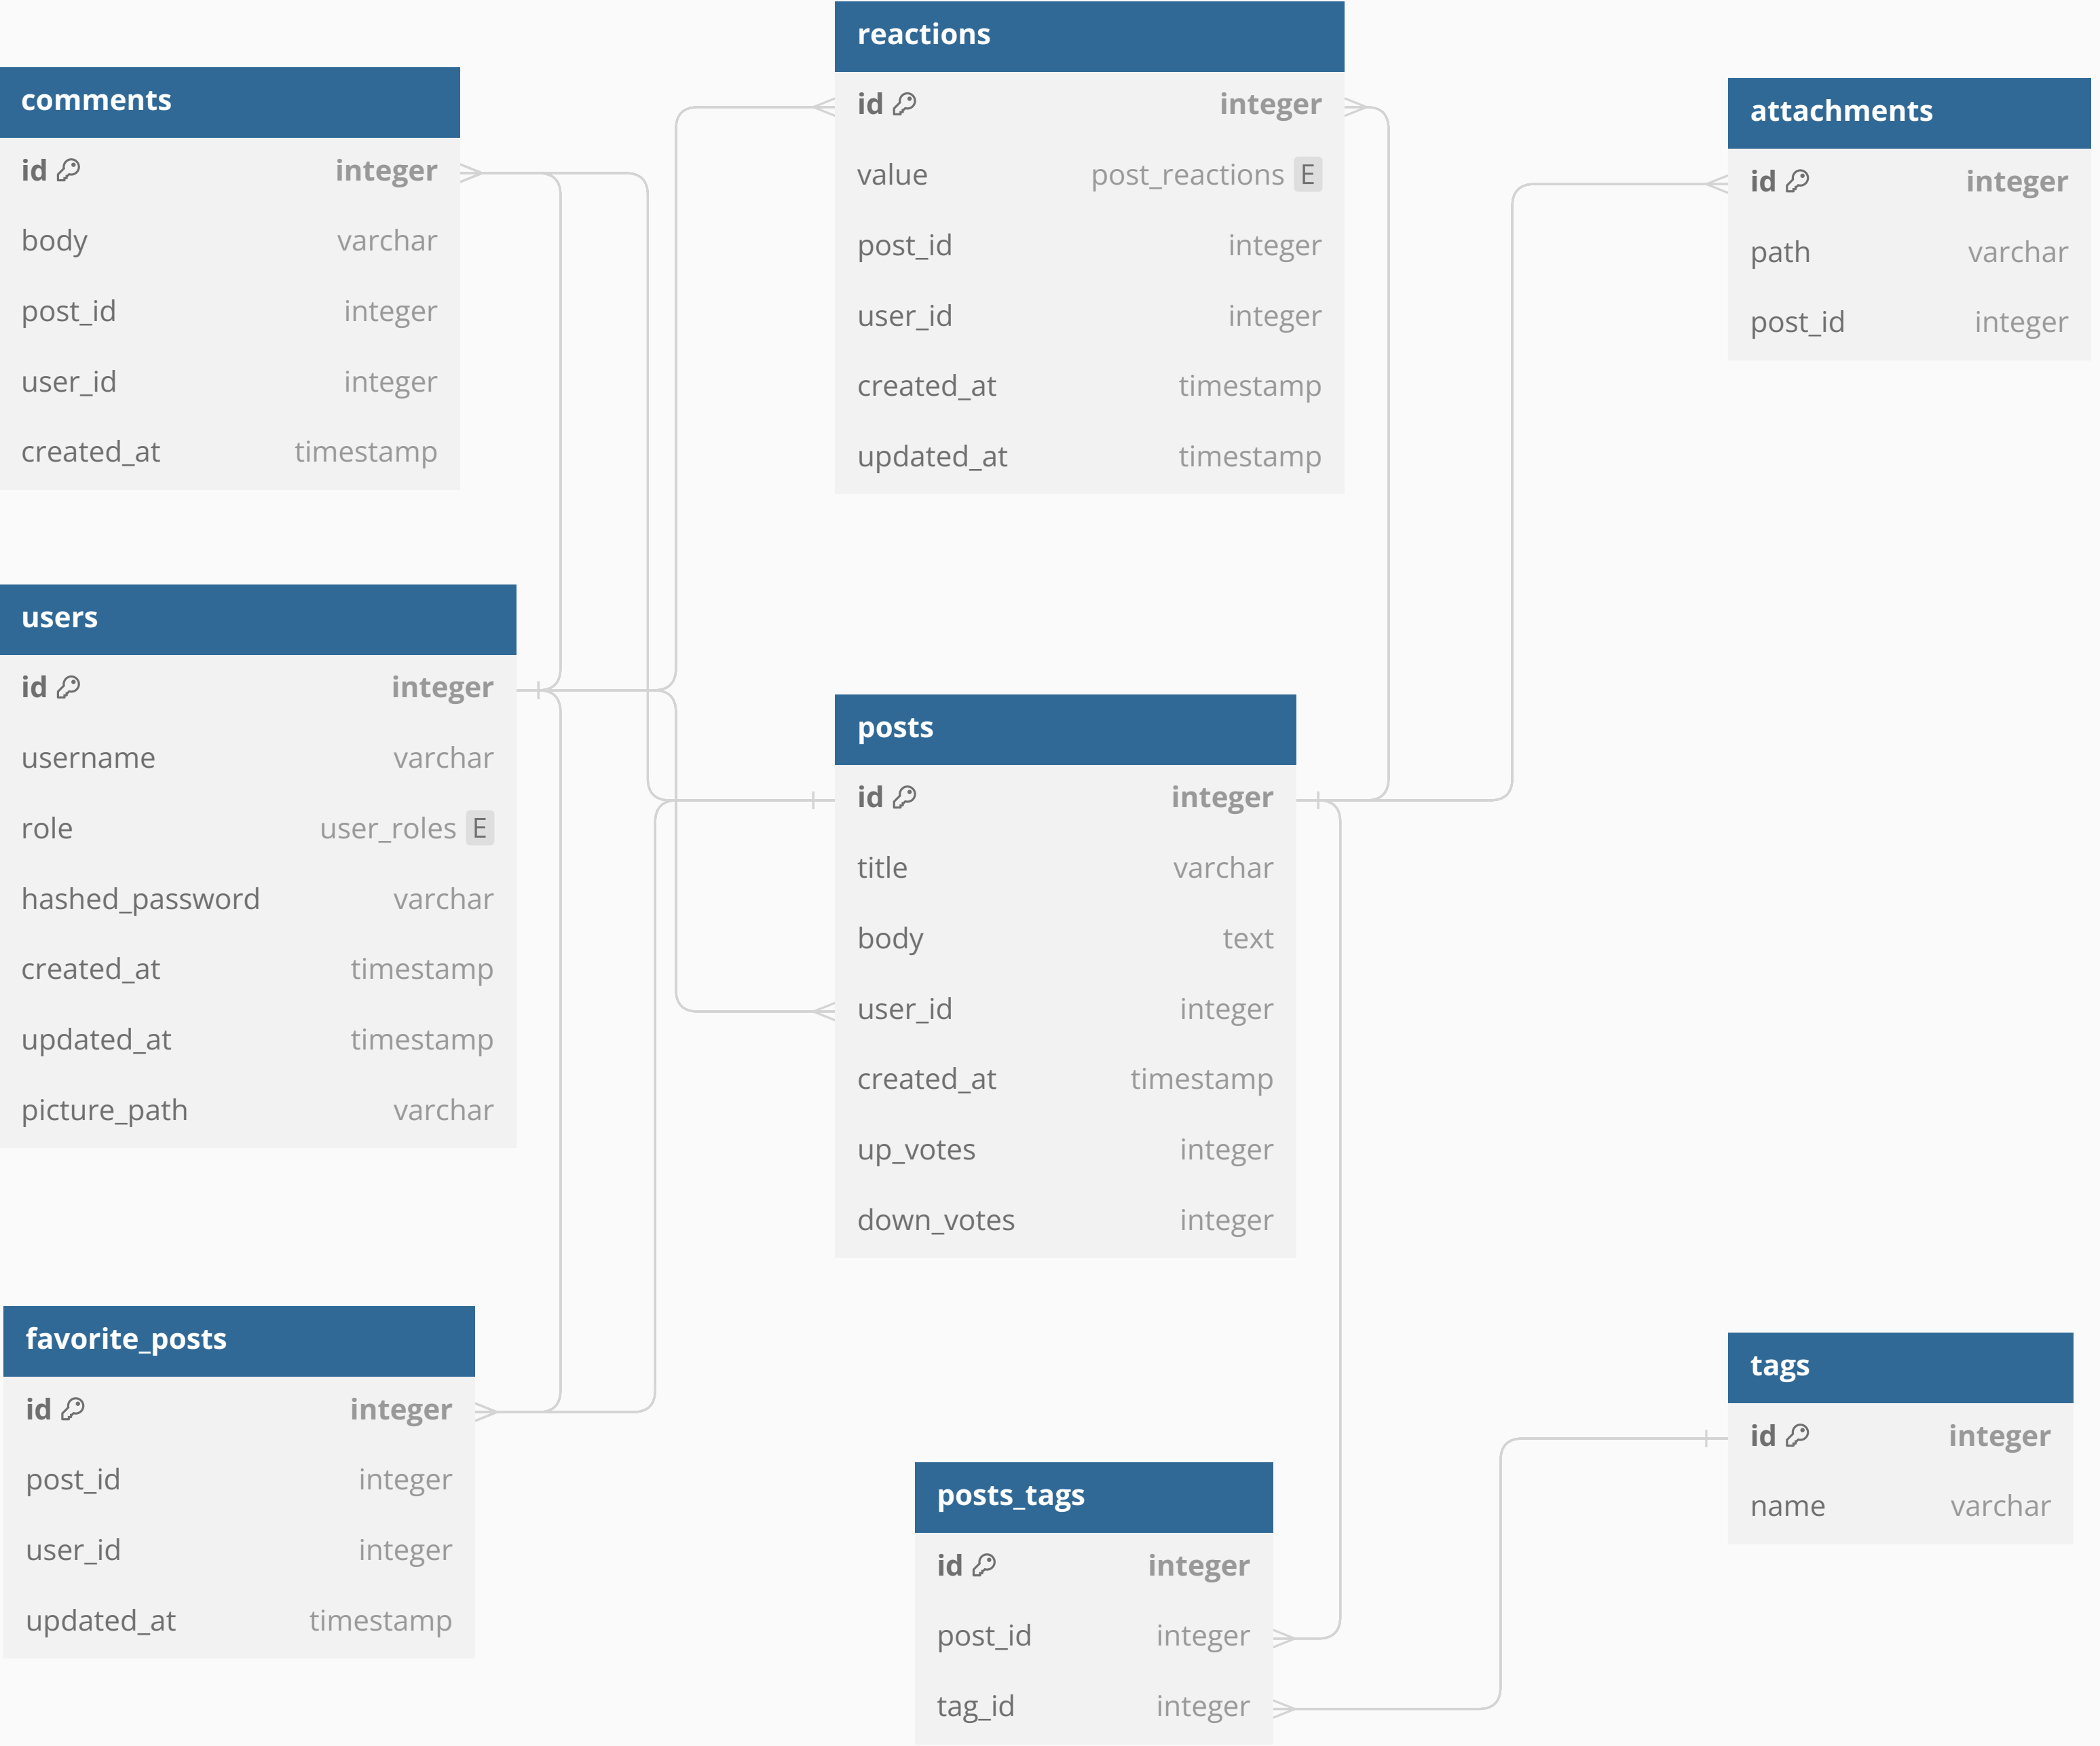 comments
id integer
body varchar
post_id integer
user_id integer
created_at timestamp
reactions
id integer
value post_reactions E
post_id integer
user_id integer
created_at timestamp
updated_at timestamp
attachments
id integer
path varchar
post_id integer
users
id integer
username varchar
role user_roles E
hashed_password varchar
created_at timestamp
updated_at timestamp
picture_path varchar
posts
id integer
title varchar
body text
user_id integer
created_at timestamp
up_votes integer
down_votes integer
favorite_posts
id integer
post_id integer
user_id integer
updated_at timestamp
posts_tags
id integer
post_id integer
tag_id integer
tags
id integer
name varchar